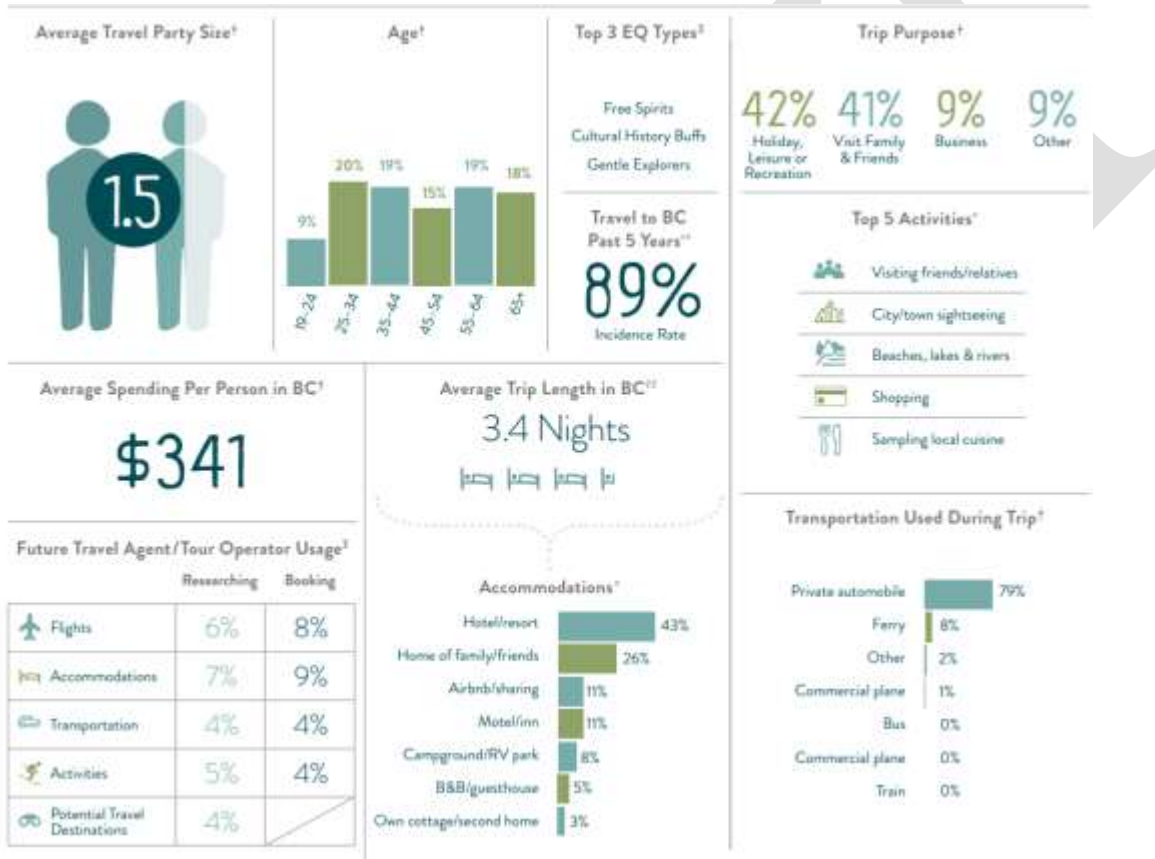 Average Travel Party Size†
1.5
Age†
9%
20%
19%
15%
19%
18%
19-24
25-34
35-44
45-54
55-64
65+
Top 3 EQ Types‡
Free Spirits
Cultural History Buffs
Gentle Explorers
Travel to BC
Past 5 Years**
89%
Incidence Rate
Trip Purpose†
42%
Holiday,
Leisure or
Recreation
41%
Visit Family
& Friends
9%
Business
9%
Other
Top 5 Activities*
Visiting friends/relatives
City/town sightseeing
Beaches, lakes & rivers
Shopping
Sampling local cuisine
Average Spending Per Person in BC†
$341
Average Trip Length in BC‡‡
3.4 Nights
Future Travel Agent/Tour Operator Usage‡
Researching Booking
Flights 6% 8%
Accommodations 7% 9%
Transportation 4% 4%
Activities 5% 4%
Potential Travel
Destinations 4%
Accommodations*
Hotel/resort 43%
Home of family/friends 26%
Airbnb/sharing 11%
Motel/inn 11%
Campground/RV park 8%
B&B/guesthouse 5%
Own cottage/second home 3%
Transportation Used During Trip†
Private automobile 79%
Ferry 8%
Other 2%
Commercial plane 1%
Bus 0%
Commercial plane 0%
Train 0%